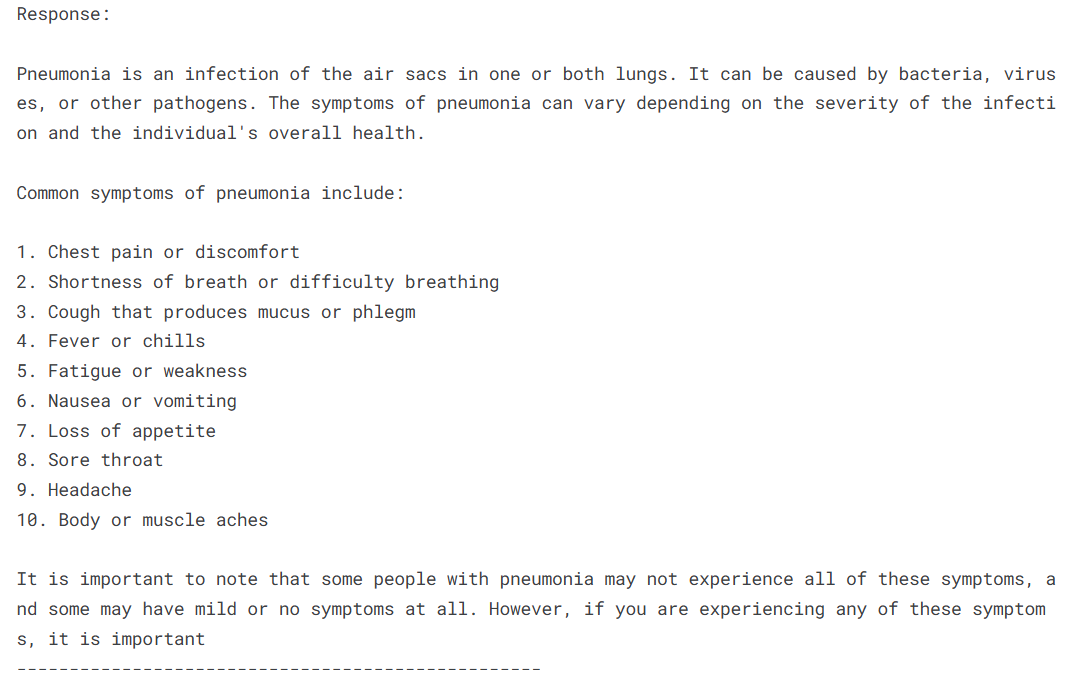 Response:
Pneumonia is an infection of the air sacs in one or both lungs. It can be caused by bacteria, virus
es, or other pathogens. The symptoms of pneumonia can vary depending on the severity of the infecti
on and the individual's overall health.
Common symptoms of pneumonia include:
1. Chest pain or discomfort
2. Shortness of breath or difficulty breathing
3. Cough that produces mucus or phlegm
4. Fever or chills
5. Fatigue or weakness
6. Nausea or vomiting
7. Loss of appetite
8. Sore throat
9. Headache
10. Body or muscle aches
It is important to note that some people with pneumonia may not experience all of these symptoms, a
nd some may have mild or no symptoms at all. However, if you are experiencing any of these symptom
s, it is important
--------------------------------------------------